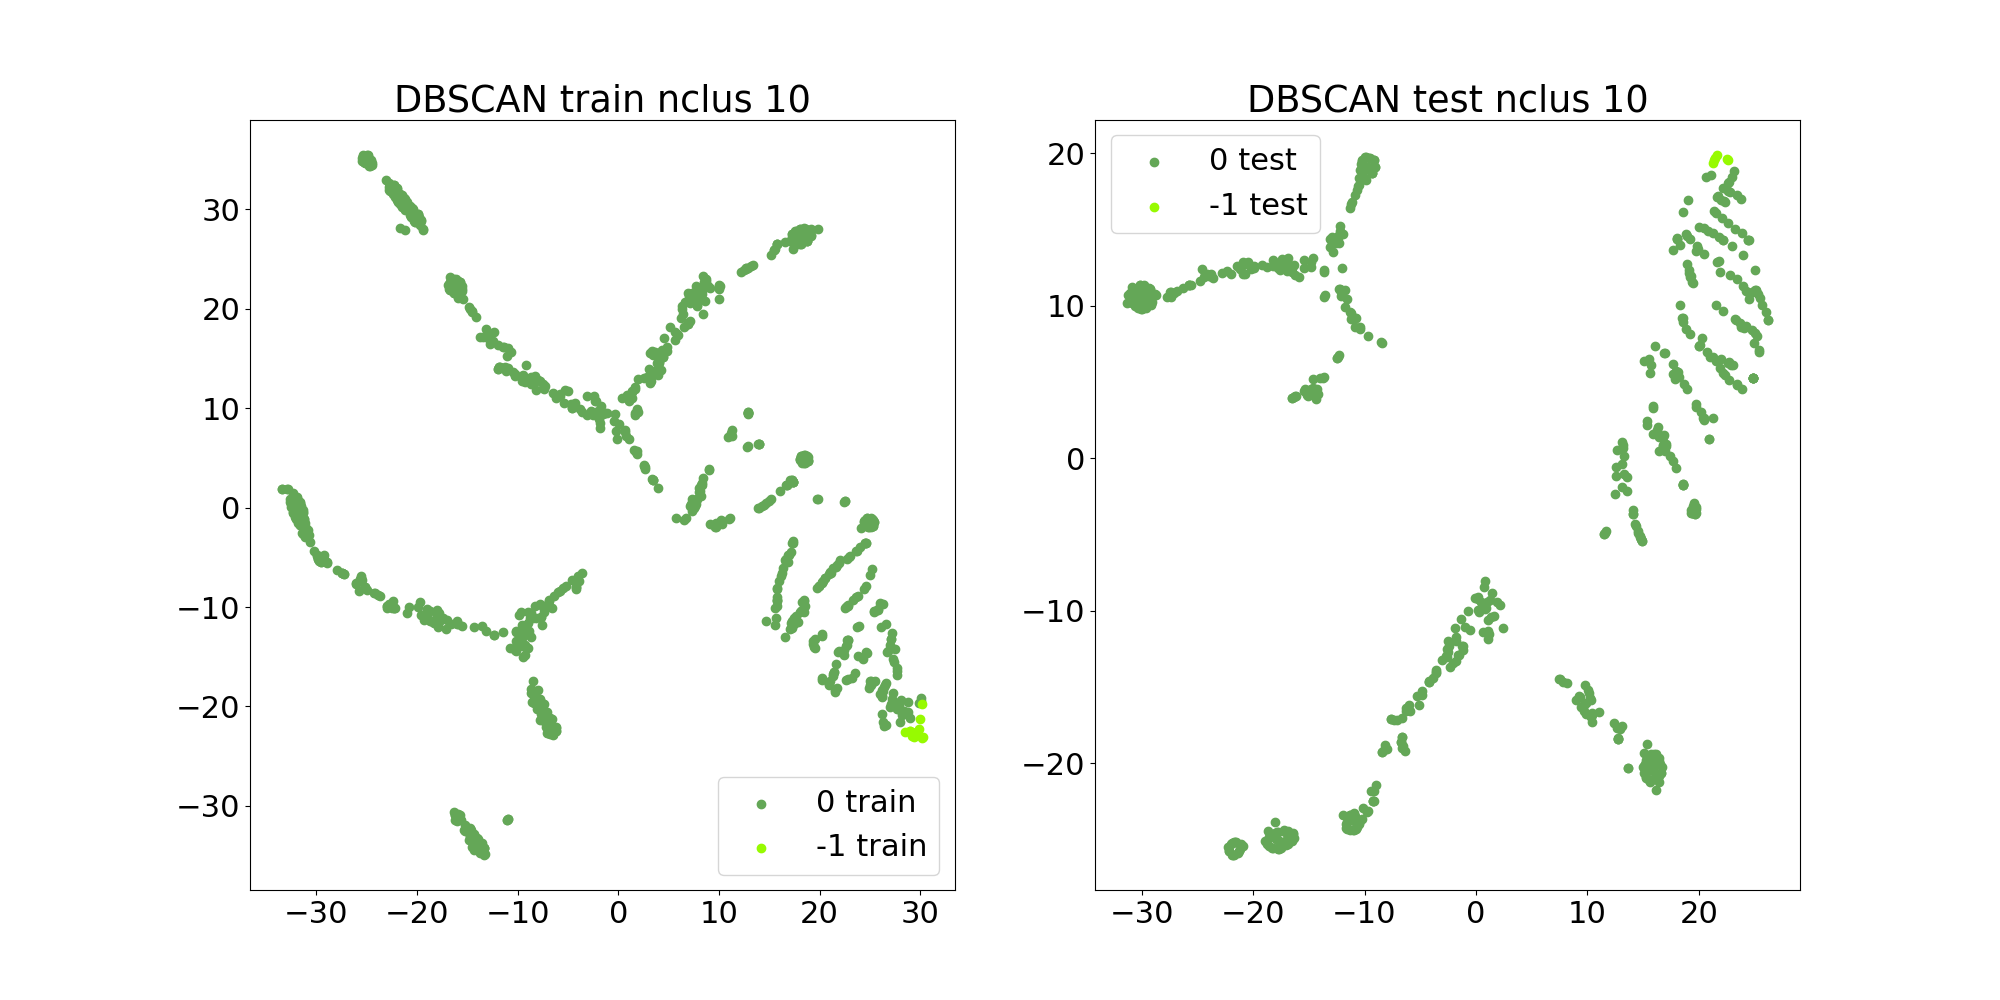 DBSCAN train nclus 10
30
20
10
0
−10
−20
−30
−30 −20 −10 0 10 20 30
0 train
-1 train
DBSCAN test nclus 10
20
10
0
−10
−20
−30 −20 −10 0 10 20
0 test
-1 test